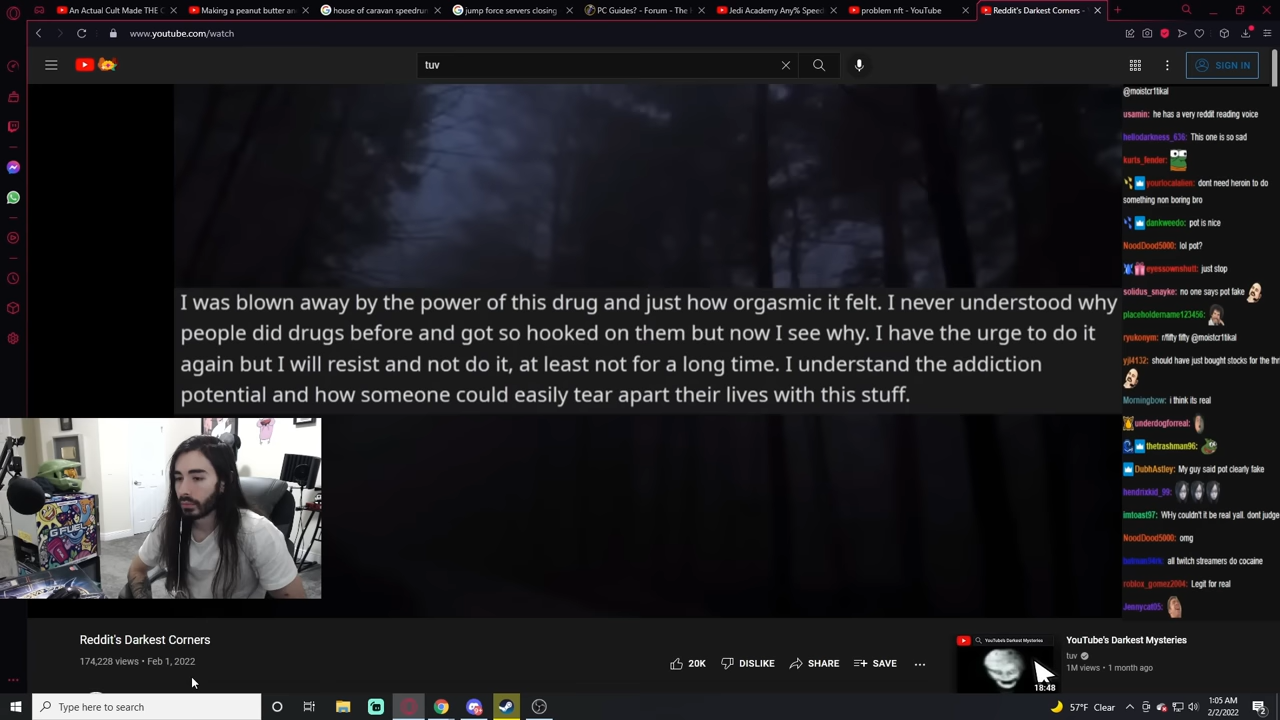 An Actual Cult Made THE
Making a peanut butter an
house of caravan speedrun
jump force servers closing
PC Guides? - Forum - The
Jedi Academy Any% Speed
problem nft - YouTube
Reddit's Darkest Corners -
www.youtube.com/watch
tuv
SIGN IN
@moistcr1tikal
usamin: he has a very reddit reading voice
hellodarkness_636: This one is so sad
kurts_fender:
yourlocalalien: dont need heroin to do
something non boring bro
dankweedo: pot is nice
NoodDood5000: lol pot?
eyessownshutt: just stop
solidus_snayke: no one says pot fake
placeholdername123456:
ryukonym: r/fifty fifty @moistcr1tikal
yjl4132: should have just bought stocks for the thr
Morningbow: i think its real
underdogforreal:
thetrashman96:
DubhAstley: My guy said pot clearly fake
hendrixkid_99:
imtoast97: WHy couldn't it be real yall. dont judge
NoodDood5000: omg
all twitch streamers do cocaine
roblox_gomez2004: Legit for real
Jennycat05:
I was blown away by the power of this drug and just how orgasmic it felt. I never understood why
people did drugs before and got so hooked on them but now I see why. I have the urge to do it
again but I will resist and not do it, at least not for a long time. I understand the addiction
potential and how someone could easily tear apart their lives with this stuff.
G FUEL
Reddit's Darkest Corners
174,228 views • Feb 1, 2022
20K
DISLIKE
SHARE
SAVE
YouTube's Darkest Mysteries
18:48
YouTube's Darkest Mysteries
tuv
1M views • 1 month ago
Type here to search
57°F Clear
1:05 AM
2/2/2022
2